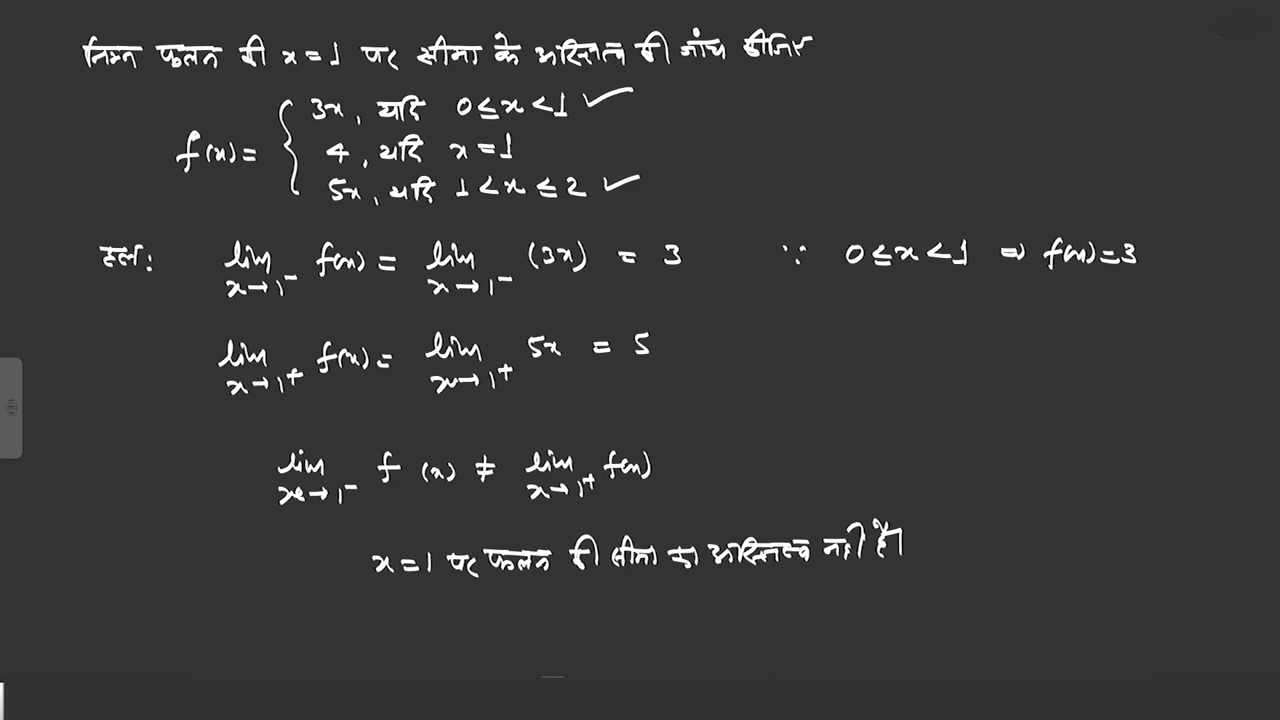 निम्न फलन की x = 1 पर सीमा के अस्तित्व की जाँच कीजिए
f(x) = { 3x, यदि 0 ≤ x < 1 ✓
4, यदि x = 1
5x, यदि 1 < x ≤ 2 ✓
हल: lim x→1⁻ f(x) = lim x→1⁻ (3x) = 3 ∵ 0 ≤ x < 1 ⇒ f(x) = 3
lim x→1⁺ f(x) = lim x→1⁺ 5x = 5
lim x→1⁻ f(x) ≠ lim x→1⁺ f(x)
x = 1 पर फलन की सीमा का अस्तित्व नहीं है।